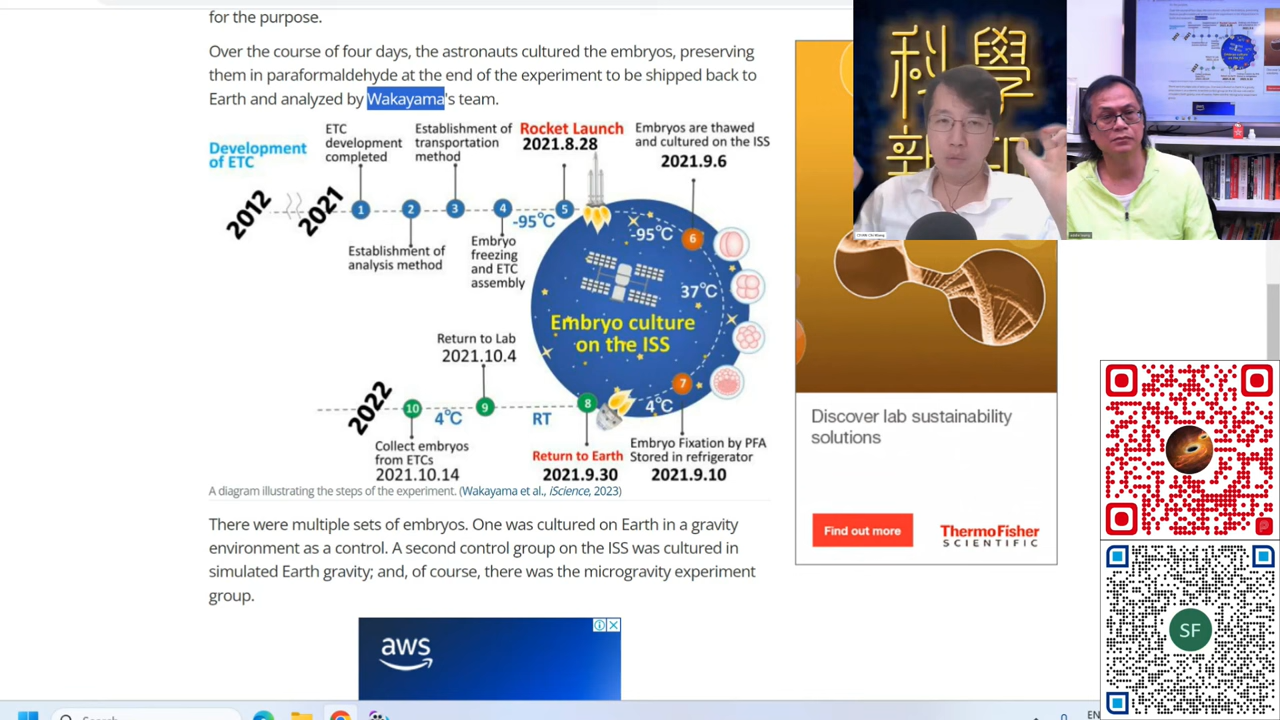 for the purpose.
Over the course of four days, the astronauts cultured the embryos, preserving
them in paraformaldehyde at the end of the experiment to be shipped back to
Earth and analyzed by Wakayama's team.
Development
of ETC
ETC
development
completed
Establishment of
transportation
method
Rocket Launch
2021.8.28
Embryos are thawed
and cultured on the ISS
2021.9.6
2012
2021
1
2
3
4
5
-95℃
-95℃
6
Establishment of
analysis method
Embryo
freezing
and ETC
assembly
37℃
Embryo culture
on the ISS
Return to Lab
2021.10.4
2022
10
4℃
9
RT
8
7
4℃
Collect embryos
from ETCs
2021.10.14
Return to Earth
2021.9.30
Embryo Fixation by PFA
Stored in refrigerator
2021.9.10
A diagram illustrating the steps of the experiment. (Wakayama et al., iScience, 2023)
There were multiple sets of embryos. One was cultured on Earth in a gravity
environment as a control. A second control group on the ISS was cultured in
simulated Earth gravity; and, of course, there was the microgravity experiment
group.
aws
科學
新知
Discover lab sustainability
solutions
Find out more
ThermoFisher
SCIENTIFIC
SF
Search
EN